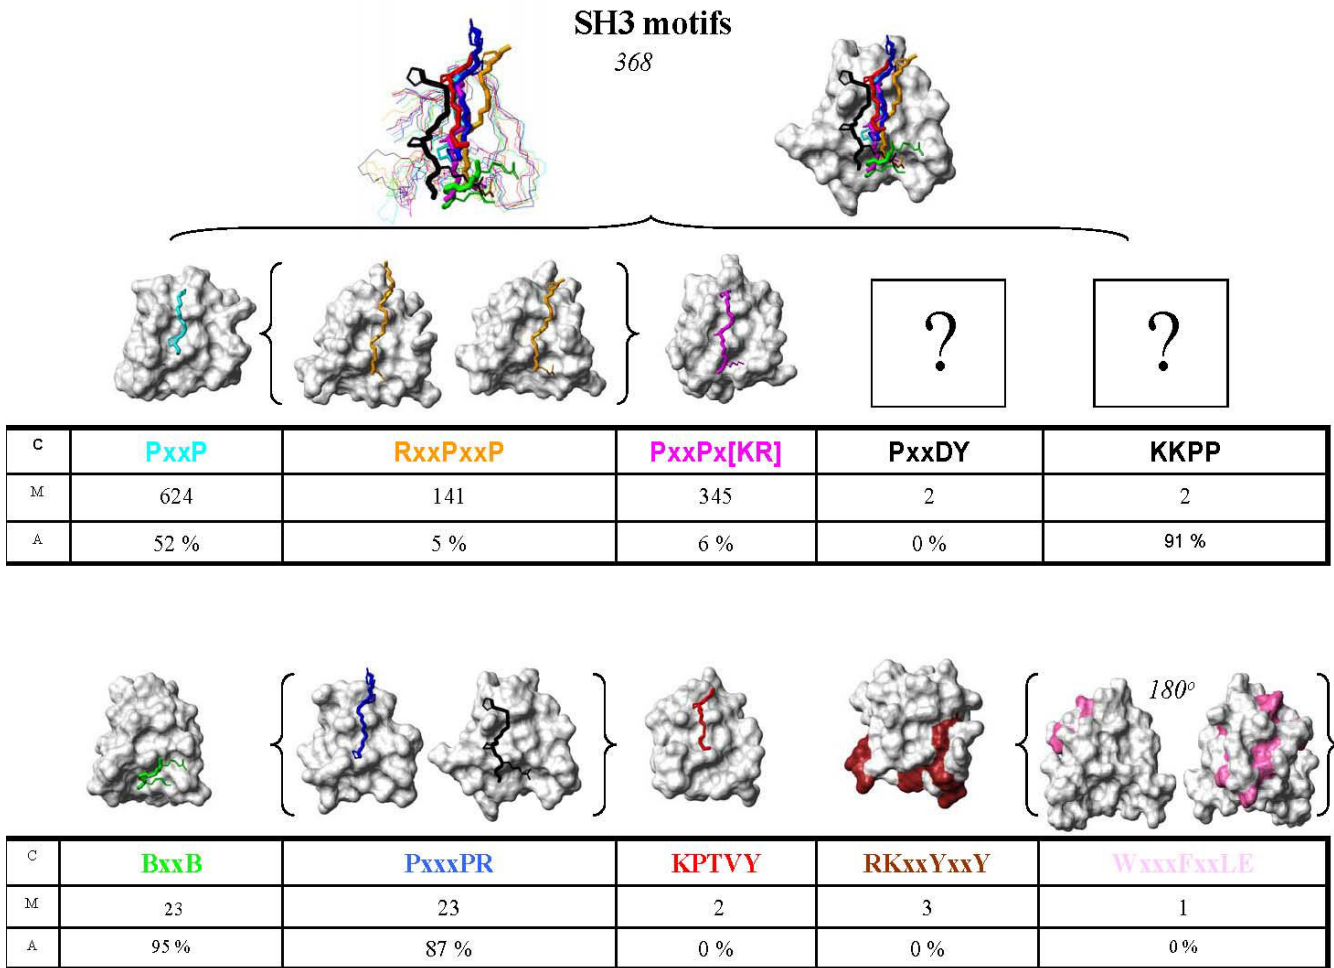 SH3 motifs
368
? ?
C PxxP RxxPxxP PxxPx[KR] PxxDY KKPP
M 624 141 345 2 2
A 52 % 5 % 6 % 0 % 91 %
180º
C BxxB PxxxPR KPTVY RKxxYxxY WxxxFxxLE
M 23 23 2 3 1
A 95 % 87 % 0 % 0 % 0 %